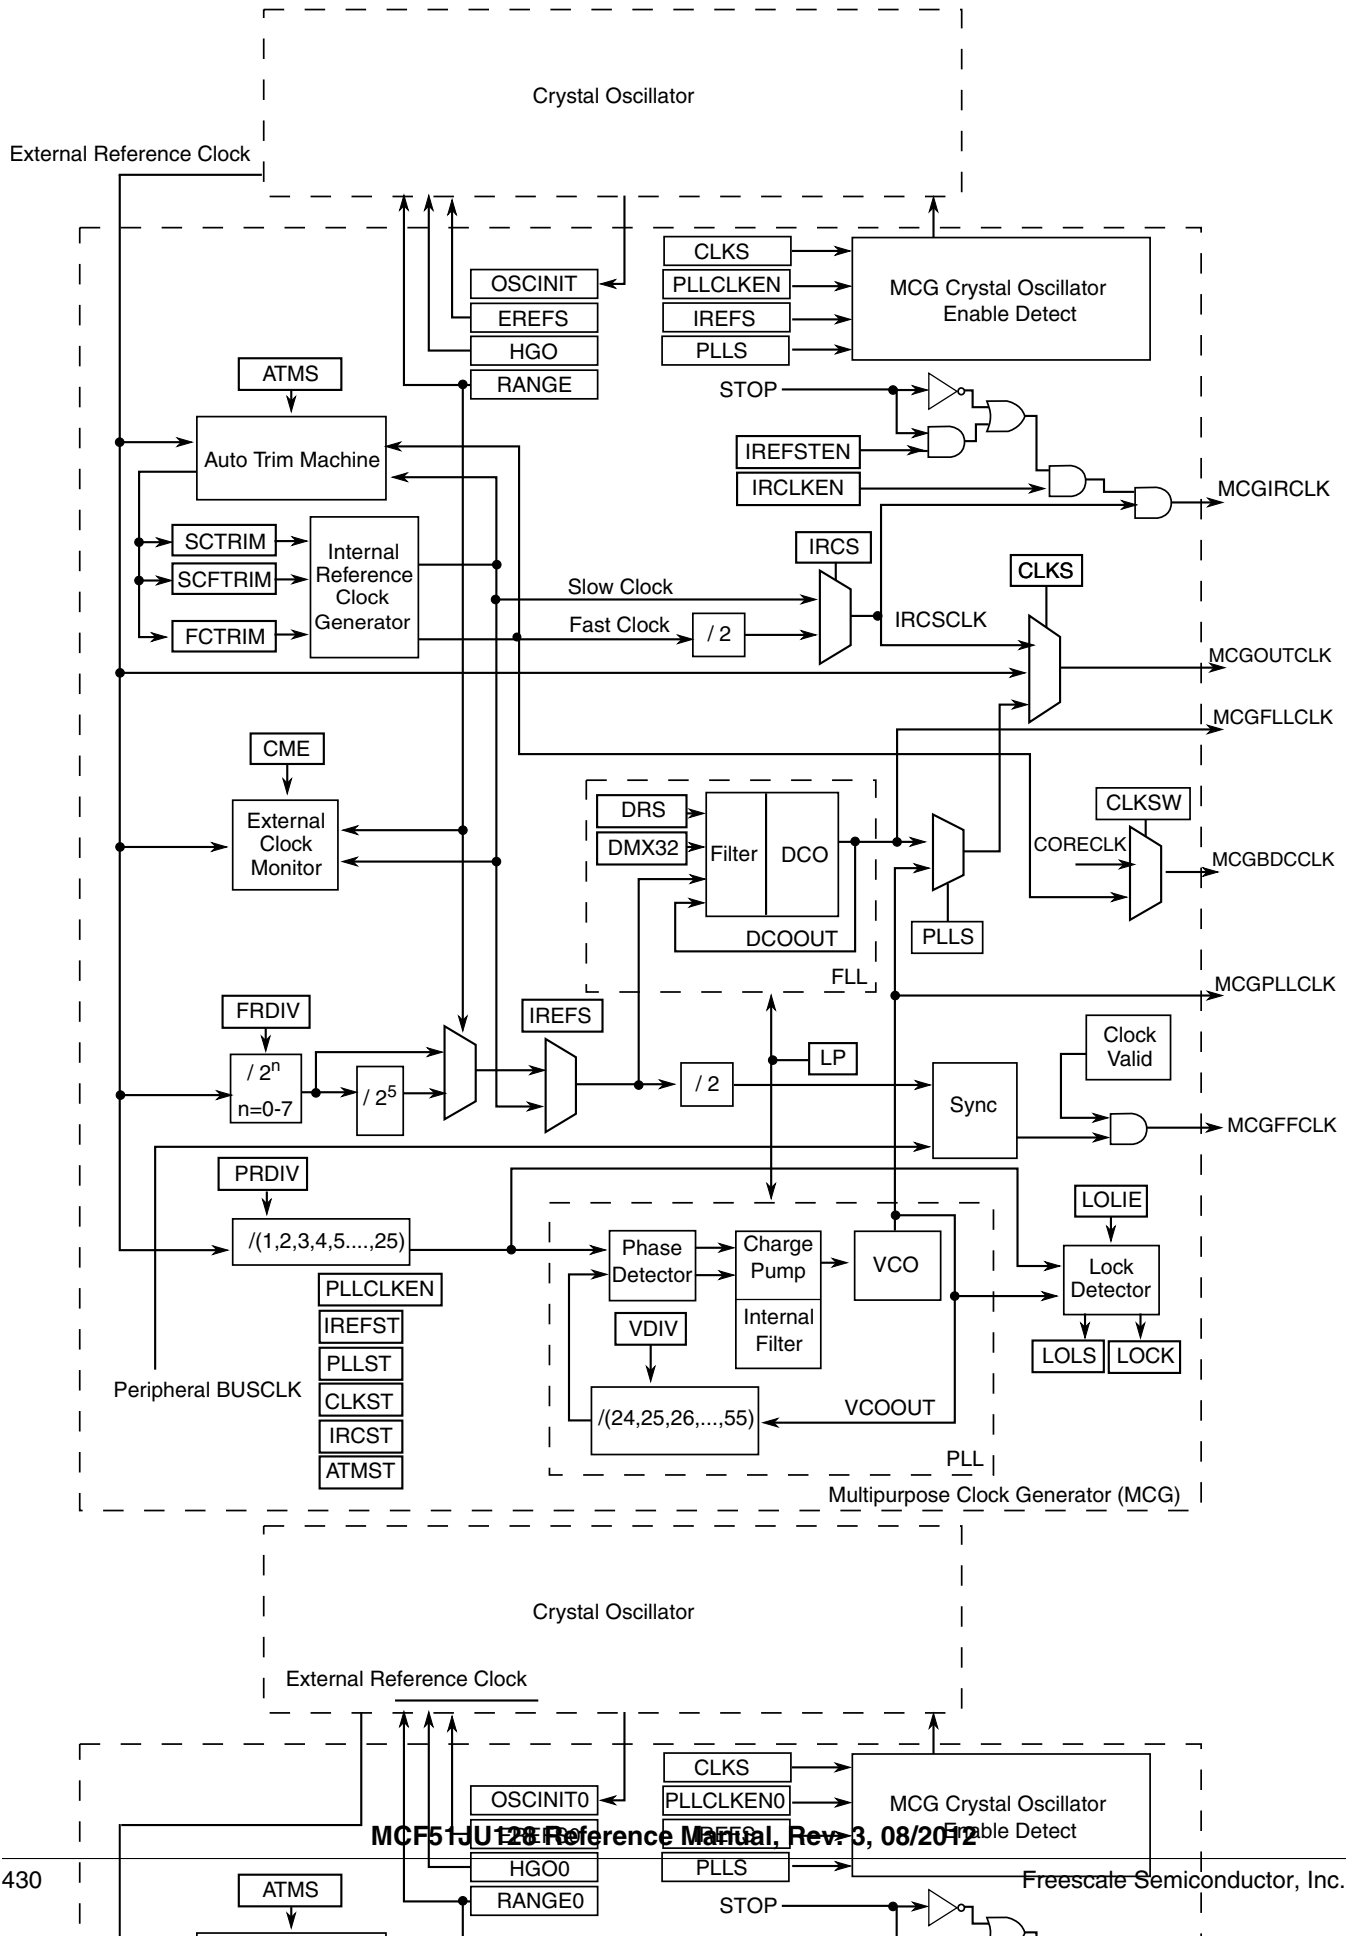 Crystal Oscillator
External Reference Clock
CLKS
OSCINIT
PLLCLKEN
MCG Crystal Oscillator
Enable Detect
EREFS
IREFS
HGO
PLLS
RANGE
ATMS
STOP
Auto Trim Machine
IREFSTEN
IRCLKEN
MCGIRCLK
SCTRIM
SCFTRIM
FCTRIM
Internal
Reference
Clock
Generator
IRCS
CLKS
Slow Clock
Fast Clock
/ 2
IRCSCLK
MCGOUTCLK
MCGFLLCLK
CME
External
Clock
Monitor
DRS
DMX32
Filter
DCO
DCOOUT
FLL
PLLS
CLKSW
CORECLK
MCGBDCCLK
MCGPLLCLK
FRDIV
/ 2n
n=0-7
/ 25
IREFS
LP
/ 2
Sync
Clock
Valid
MCGFFCLK
PRDIV
/(1,2,3,4,5....,25)
LOLIE
Phase
Detector
Charge
Pump
Internal
Filter
VCO
Lock
Detector
PLLCLKEN
IREFST
PLLST
CLKST
IRCST
ATMST
VDIV
LOLS
LOCK
/(24,25,26,...,55)
VCOOUT
PLL
Peripheral BUSCLK
Multipurpose Clock Generator (MCG)
Crystal Oscillator
External Reference Clock
CLKS
OSCINIT0
PLLCLKEN0
MCG Crystal Oscillator
Enable Detect
EREFS0
IREFS
MCF51JU128 Reference Manual, Rev. 3, 08/2012
HGO0
PLLS
430
Freescale Semiconductor, Inc.
ATMS
RANGE0
STOP